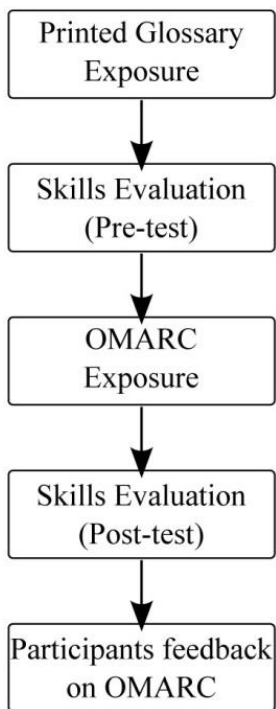 Printed Glossary
Exposure
Skills Evaluation
(Pre-test)
OMARC
Exposure
Skills Evaluation
(Post-test)
Participants feedback
on OMARC